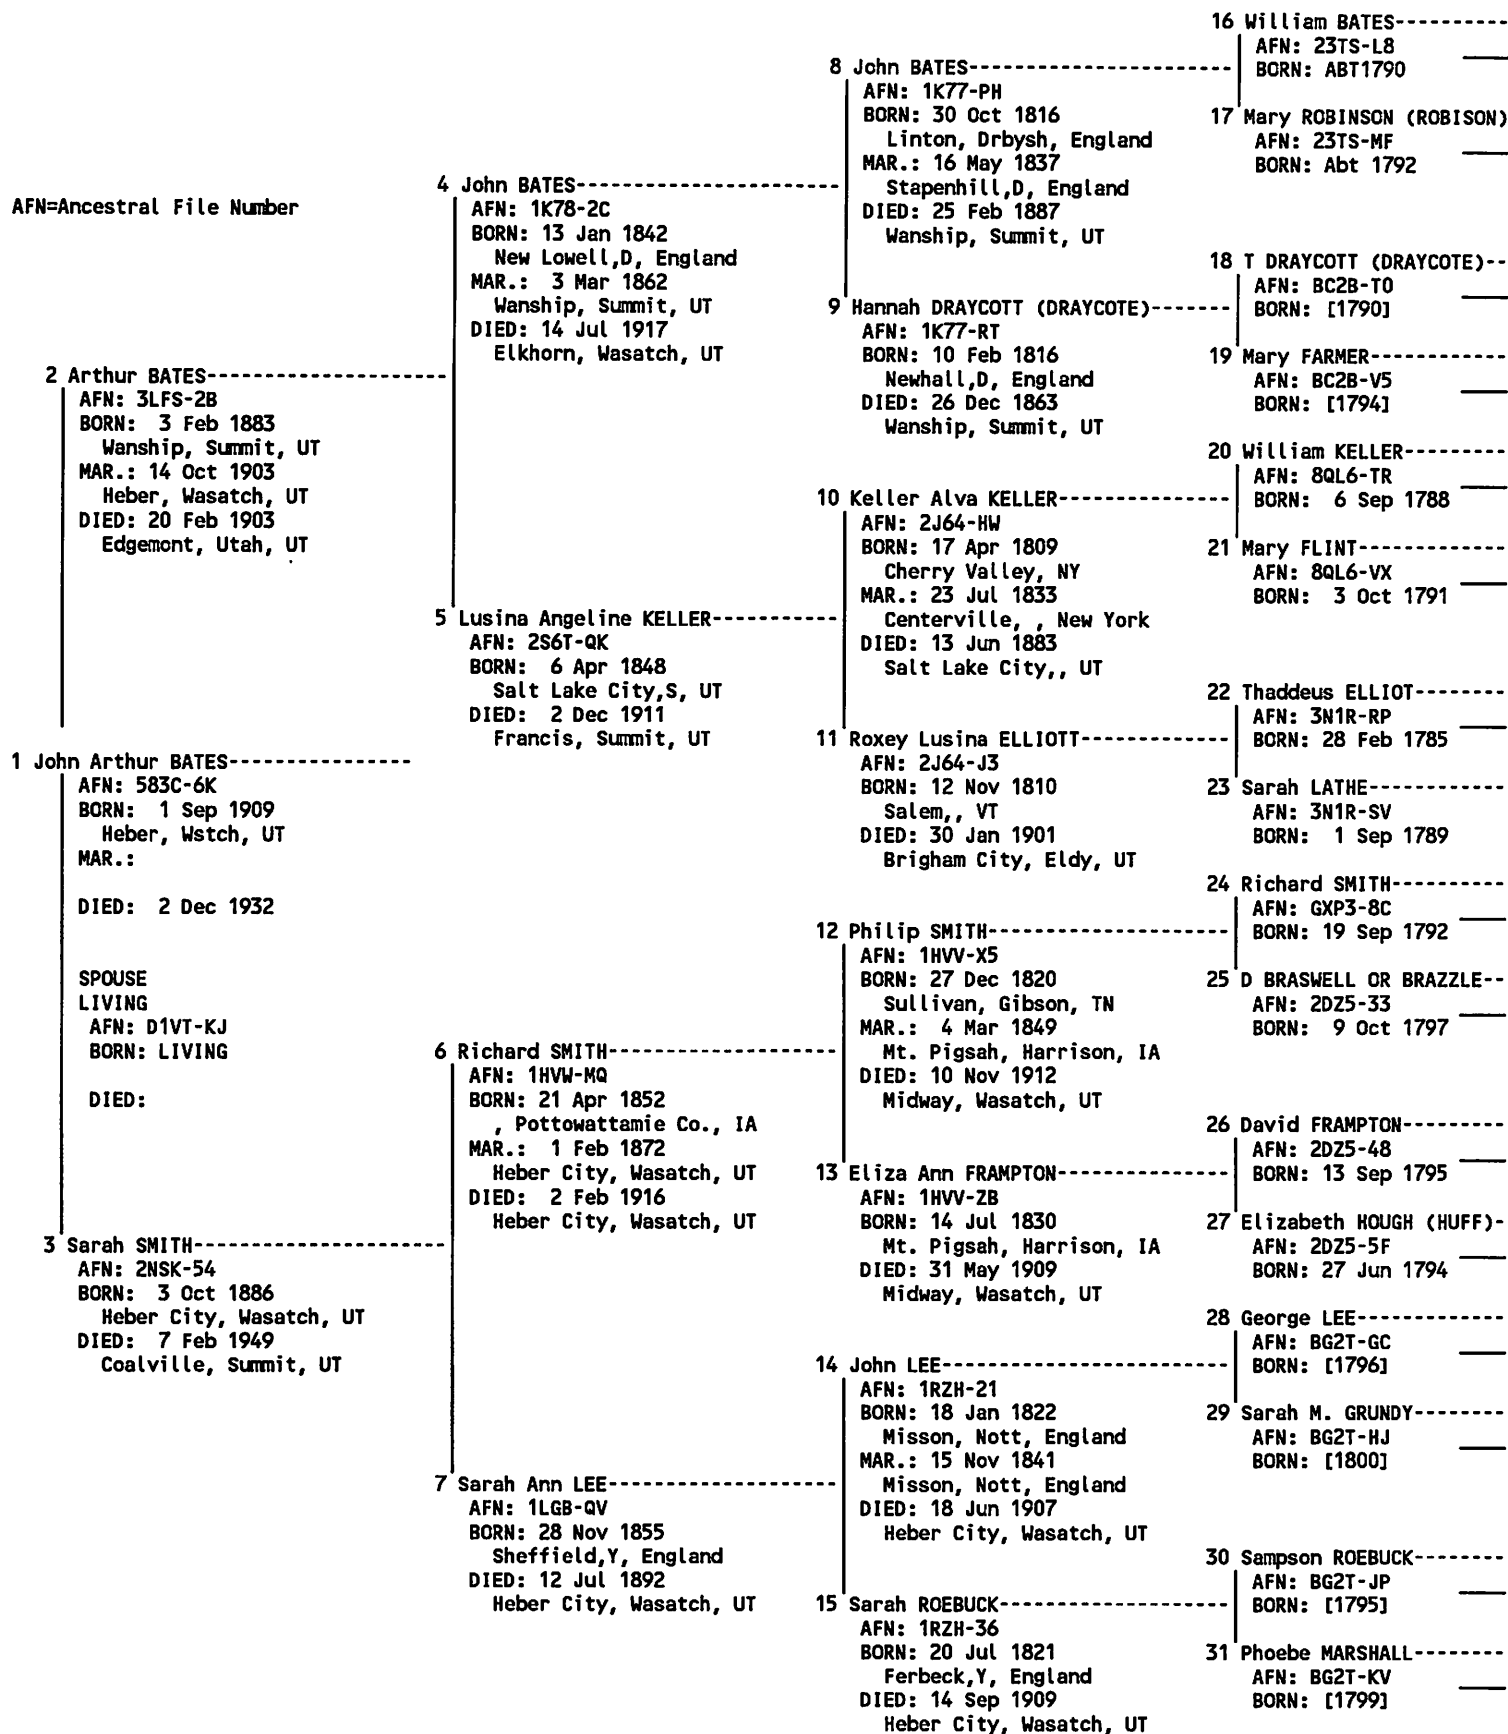 AFN=Ancestral File Number
1 John Arthur BATES----------------
AFN: 583C-6K
BORN:  1 Sep 1909
Heber, Wstch, UT
MAR.:
DIED:  2 Dec 1932
SPOUSE
LIVING
AFN: D1VT-KJ
BORN: LIVING
DIED:
2 Arthur BATES---------------------
AFN: 3LFS-2B
BORN:  3 Feb 1883
Wanship, Summit, UT
MAR.: 14 Oct 1903
Heber, Wasatch, UT
DIED: 20 Feb 1903
Edgemont, Utah, UT
3 Sarah SMITH----------------------
AFN: 2NSK-54
BORN:  3 Oct 1886
Heber City, Wasatch, UT
DIED:  7 Feb 1949
Coalville, Summit, UT
4 John BATES-----------------------
AFN: 1K78-2C
BORN: 13 Jan 1842
New Lowell,D, England
MAR.:  3 Mar 1862
Wanship, Summit, UT
DIED: 14 Jul 1917
Elkhorn, Wasatch, UT
5 Lusina Angeline KELLER-----------
AFN: 2S6T-QK
BORN:  6 Apr 1848
Salt Lake City,S, UT
DIED:  2 Dec 1911
Francis, Summit, UT
6 Richard SMITH--------------------
AFN: 1HVW-MQ
BORN: 21 Apr 1852
, Pottowattamie Co., IA
MAR.:  1 Feb 1872
Heber City, Wasatch, UT
DIED:  2 Feb 1916
Heber City, Wasatch, UT
7 Sarah Ann LEE--------------------
AFN: 1LGB-QV
BORN: 28 Nov 1855
Sheffield,Y, England
DIED: 12 Jul 1892
Heber City, Wasatch, UT
8 John BATES-----------------------
AFN: 1K77-PH
BORN: 30 Oct 1816
Linton, Drbysh, England
MAR.: 16 May 1837
Stapenhill,D, England
DIED: 25 Feb 1887
Wanship, Summit, UT
9 Hannah DRAYCOTT (DRAYCOTE)-------
AFN: 1K77-RT
BORN: 10 Feb 1816
Newhall,D, England
DIED: 26 Dec 1863
Wanship, Summit, UT
10 Keller Alva KELLER---------------
AFN: 2J64-HW
BORN: 17 Apr 1809
Cherry Valley, NY
MAR.: 23 Jul 1833
Centerville, , New York
DIED: 13 Jun 1883
Salt Lake City,, UT
11 Roxey Lusina ELLIOTT-------------
AFN: 2J64-J3
BORN: 12 Nov 1810
Salem,, VT
DIED: 30 Jan 1901
Brigham City, Eldy, UT
12 Philip SMITH---------------------
AFN: 1HVV-X5
BORN: 27 Dec 1820
Sullivan, Gibson, TN
MAR.:  4 Mar 1849
Mt. Pigsah, Harrison, IA
DIED: 10 Nov 1912
Midway, Wasatch, UT
13 Eliza Ann FRAMPTON---------------
AFN: 1HVV-ZB
BORN: 14 Jul 1830
Mt. Pigsah, Harrison, IA
DIED: 31 May 1909
Midway, Wasatch, UT
14 John LEE-------------------------
AFN: 1RZH-21
BORN: 18 Jan 1822
Misson, Nott, England
MAR.: 15 Nov 1841
Misson, Nott, England
DIED: 18 Jun 1907
Heber City, Wasatch, UT
15 Sarah ROEBUCK--------------------
AFN: 1RZH-36
BORN: 20 Jul 1821
Ferbeck,Y, England
DIED: 14 Sep 1909
Heber City, Wasatch, UT
16 William BATES----------
AFN: 23TS-L8
BORN: ABT1790
17 Mary ROBINSON (ROBISON)
AFN: 23TS-MF
BORN: Abt 1792
18 T DRAYCOTT (DRAYCOTE)--
AFN: BC2B-T0
BORN: [1790]
19 Mary FARMER------------
AFN: BC2B-V5
BORN: [1794]
20 William KELLER---------
AFN: 8QL6-TR
BORN:  6 Sep 1788
21 Mary FLINT-------------
AFN: 8QL6-VX
BORN:  3 Oct 1791
22 Thaddeus ELLIOT--------
AFN: 3N1R-RP
BORN: 28 Feb 1785
23 Sarah LATHE------------
AFN: 3N1R-SV
BORN:  1 Sep 1789
24 Richard SMITH----------
AFN: GXP3-8C
BORN: 19 Sep 1792
25 D BRASWELL OR BRAZZLE--
AFN: 2DZ5-33
BORN:  9 Oct 1797
26 David FRAMPTON---------
AFN: 2DZ5-48
BORN: 13 Sep 1795
27 Elizabeth HOUGH (HUFF)-
AFN: 2DZ5-5F
BORN: 27 Jun 1794
28 George LEE-------------
AFN: BG2T-GC
BORN: [1796]
29 Sarah M. GRUNDY--------
AFN: BG2T-HJ
BORN: [1800]
30 Sampson ROEBUCK--------
AFN: BG2T-JP
BORN: [1795]
31 Phoebe MARSHALL--------
AFN: BG2T-KV
BORN: [1799]